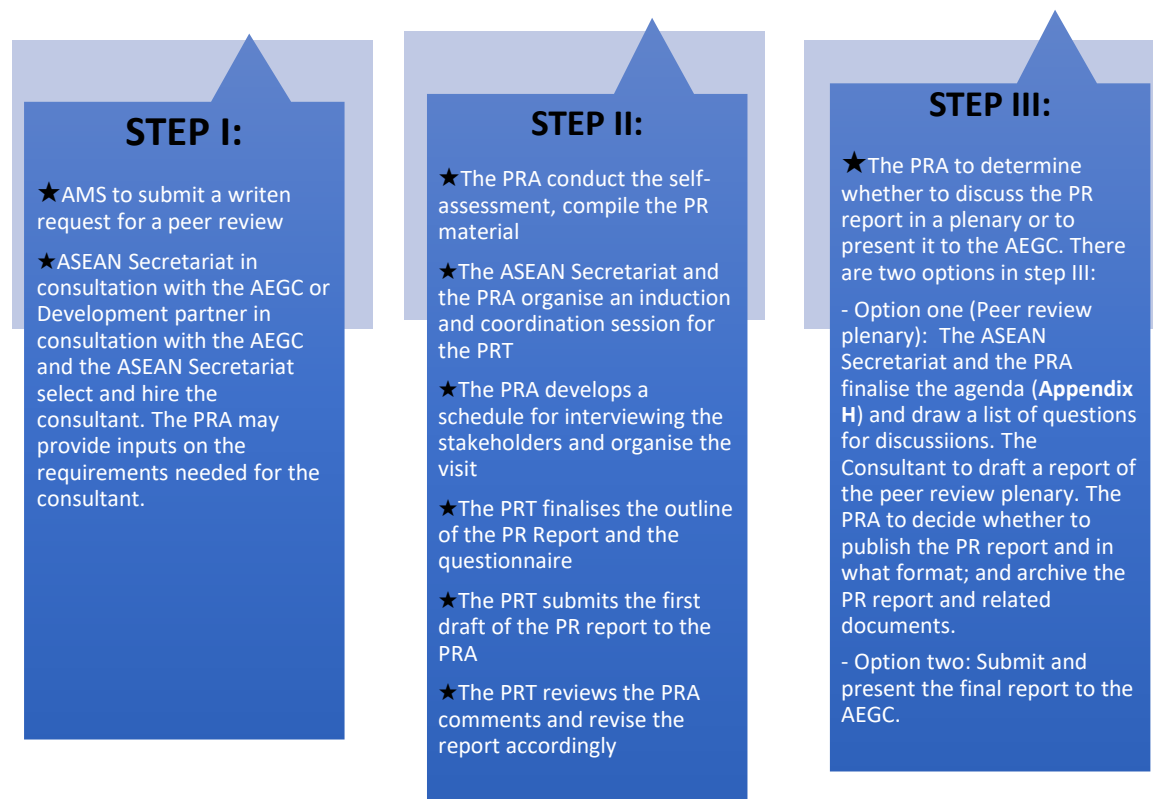 STEP I:
★AMS to submit a writen
request for a peer review
★ASEAN Secretariat in
consultation with the AEGC or
Development partner in
consultation with the AEGC
and the ASEAN Secretariat
select and hire the
consultant. The PRA may
provide inputs on the
requirements needed for the
consultant.
STEP II:
★The PRA conduct the self-
assessment, compile the PR
material
★The ASEAN Secretariat and
the PRA organise an induction
and coordination session for
the PRT
★The PRA develops a
schedule for interviewing the
stakeholders and organise the
visit
★The PRT finalises the outline
of the PR Report and the
questionnaire
★The PRT submits the first
draft of the PR report to the
PRA
★The PRT reviews the PRA
comments and revise the
report accordingly
STEP III:
★The PRA to determine
whether to discuss the PR
report in a plenary or to
present it to the AEGC. There
are two options in step III:
- Option one (Peer review
plenary): The ASEAN
Secretariat and the PRA
finalise the agenda (Appendix
H) and draw a list of questions
for discussiions. The
Consultant to draft a report of
the peer review plenary. The
PRA to decide whether to
publish the PR report and in
what format; and archive the
PR report and related
documents.
- Option two: Submit and
present the final report to the
AEGC.